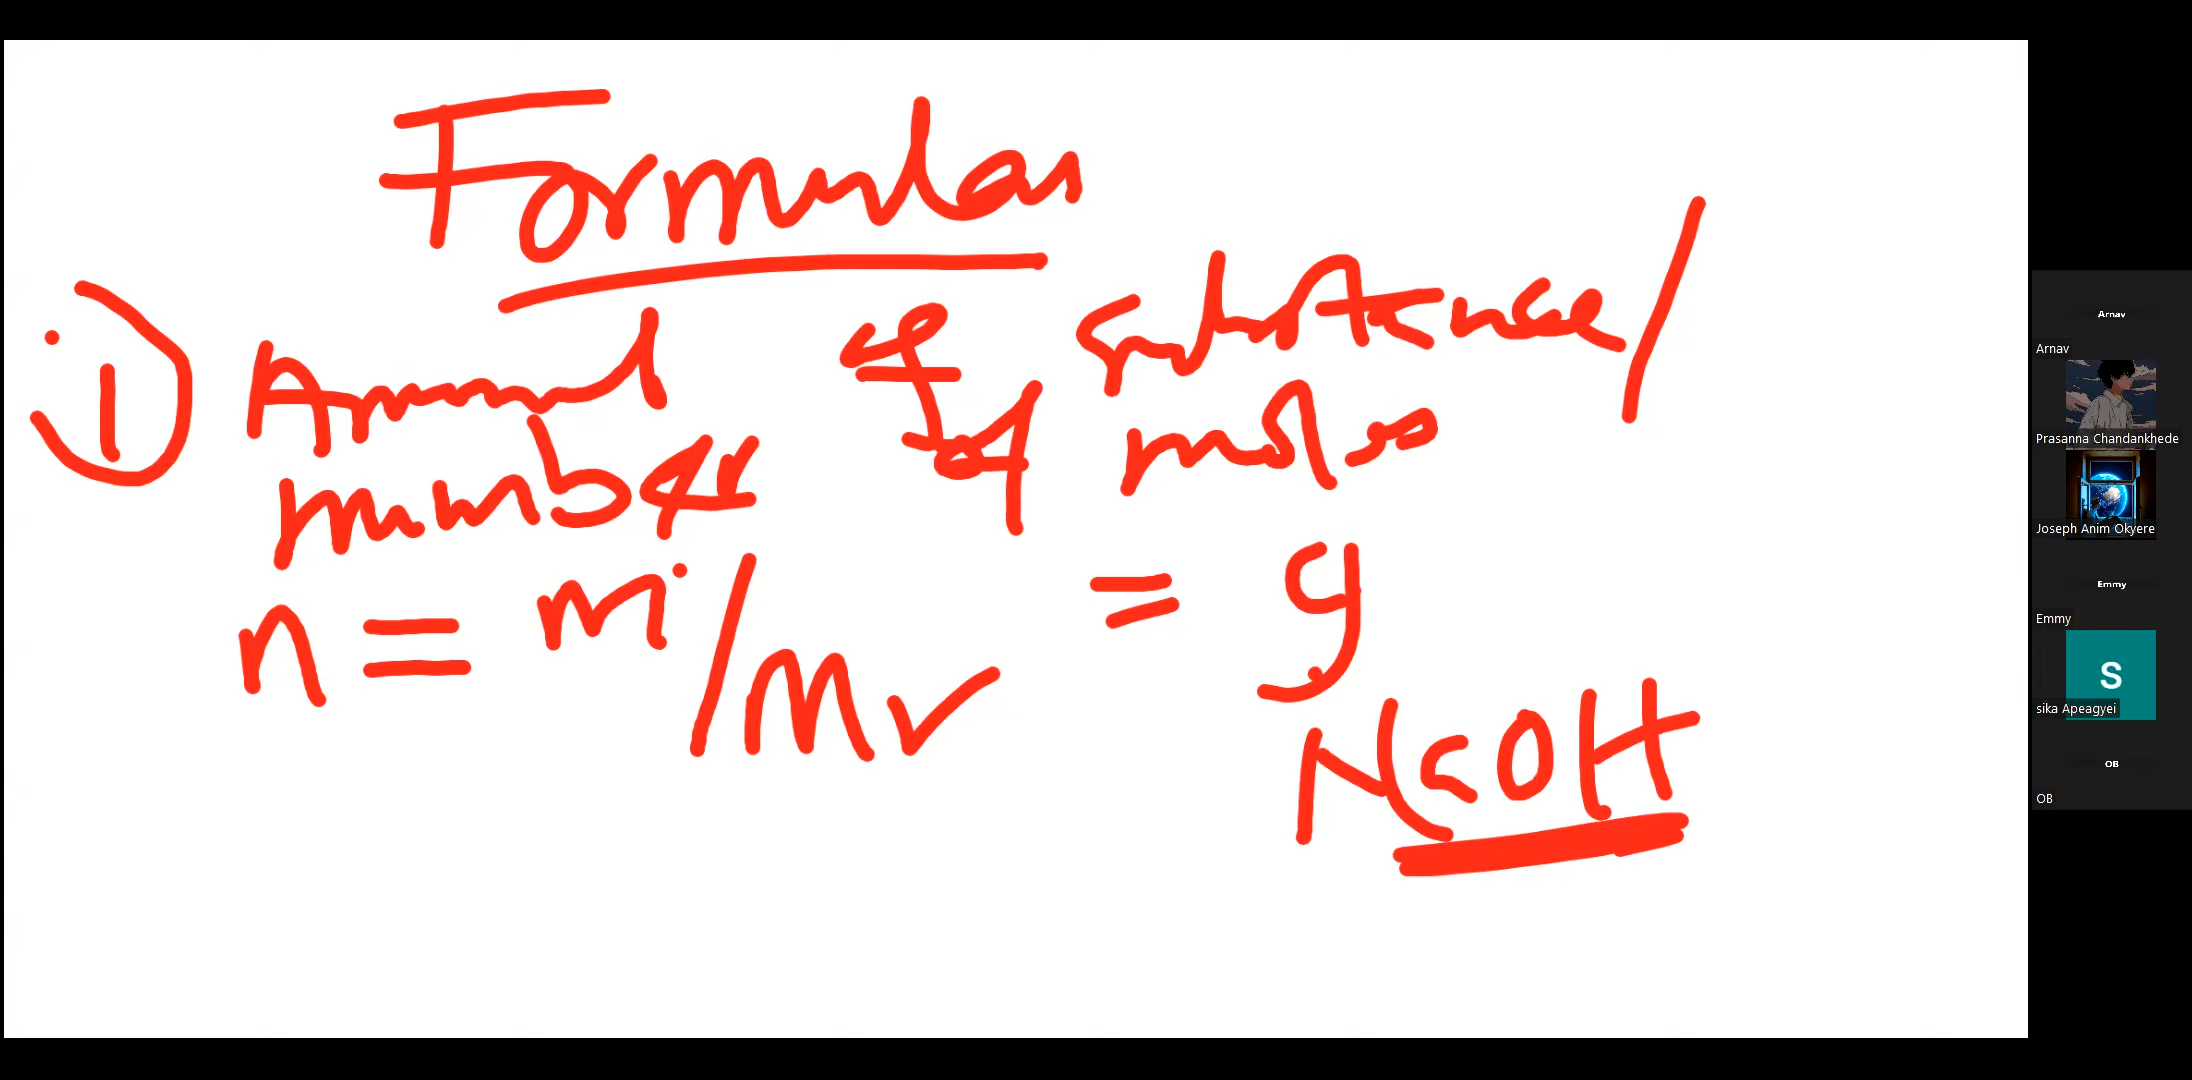 Formulas
1) Amount of substance/
number of moles
n = m/Mr = g
NaOH
Arnav
Arnav
Prasanna Chandankhede
Joseph Anim Okyere
Emmy
Emmy
S
sika Apeagyei
OB
OB